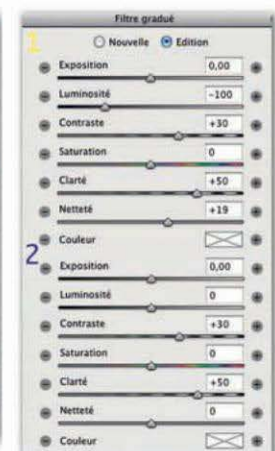 Filtre gradué
1
Nouvelle Edition
Exposition 0,00
Luminosité -100
Contraste +30
Saturation 0
Clarté +50
Netteté +19
Couleur
2
Exposition 0,00
Luminosité 0
Contraste +30
Saturation 0
Clarté +50
Netteté 0
Couleur